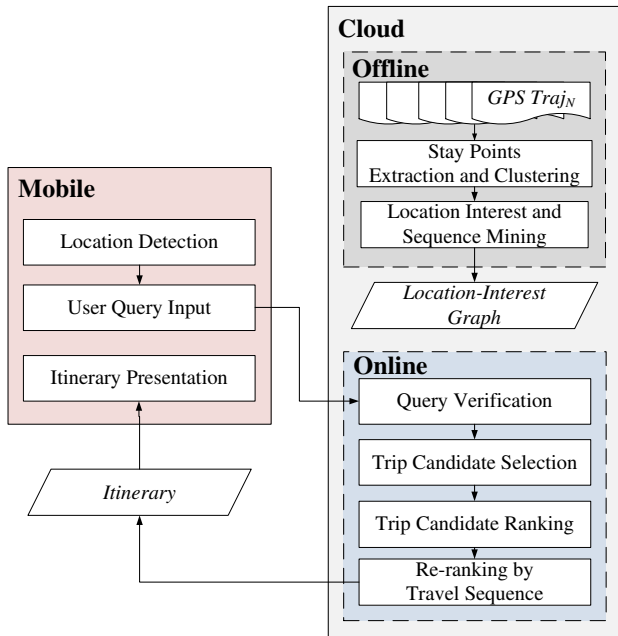 Cloud
Offline
GPS Traj_N
Stay Points
Extraction and Clustering
Location Interest and
Sequence Mining
Location-Interest
Graph
Mobile
Location Detection
User Query Input
Itinerary Presentation
Itinerary
Online
Query Verification
Trip Candidate Selection
Trip Candidate Ranking
Re-ranking by
Travel Sequence